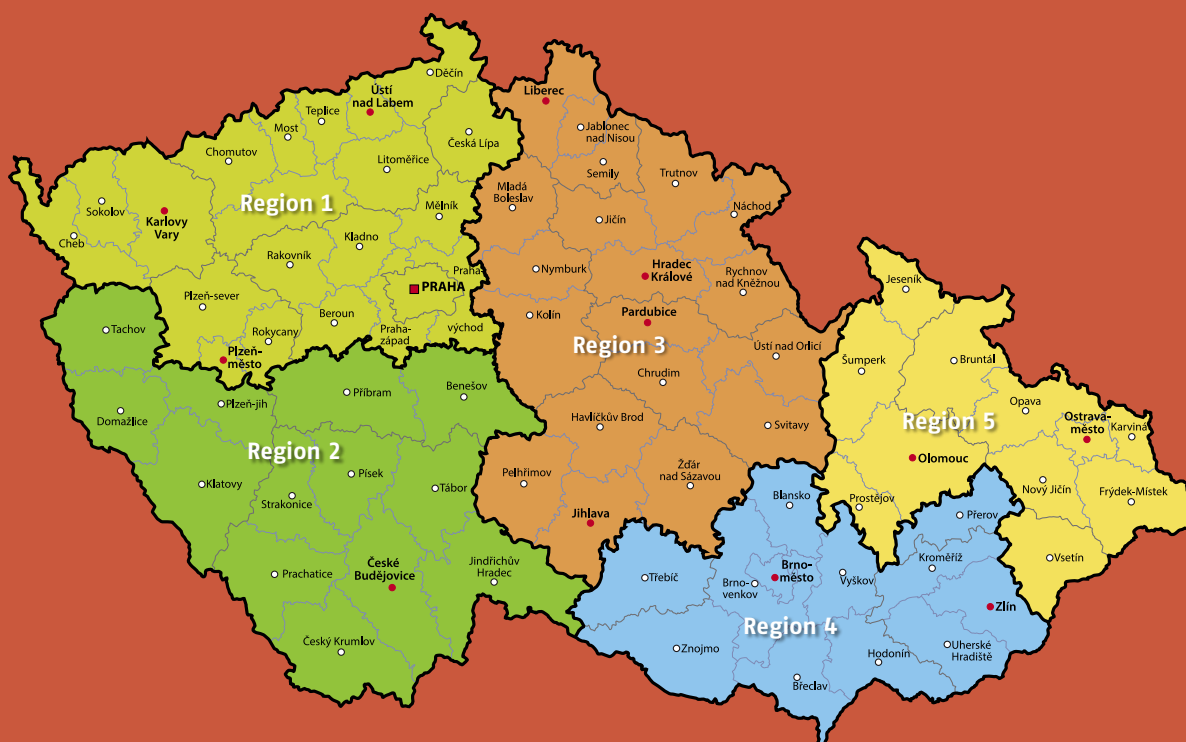 Děčín
Ústí
nad Labem
Liberec
Teplice
Most
Jablonec
nad Nisou
Česká Lípa
Chomutov
Litoměřice
Semily
Trutnov
Mladá
Boleslav
Sokolov
Karlovy
Vary
Region 1
Mělník
Jičín
Náchod
Cheb
Kladno
Rakovník
Hradec
Králové
Nymburk
Praha-
Rychnov
nad Kněžnou
Jeseník
PRAHA
Plzeň-sever
Kolín
Pardubice
Beroun
Tachov
Rokycany
Praha-
západ
východ
Region 3
Ústí nad Orlicí
Plzeň-
město
Šumperk
Bruntál
Chrudim
Příbram
Benešov
Plzeň-jih
Opava
Domažlice
Havlíčkův Brod
Svitavy
Region 5
Ostrava-
město
Karviná
Region 2
Olomouc
Pelhřimov
Žďár
nad Sázavou
Písek
Klatovy
Tábor
Strakonice
Nový Jičín
Frýdek-Místek
Blansko
Prostějov
Jihlava
Přerov
Kroměříž
Vsetín
České
Budějovice
Jindřichův
Hradec
Prachatice
Třebíč
Brno-
venkov
Brno-
město
Vyškov
Zlín
Region 4
Český Krumlov
Znojmo
Hodonín
Uherské
Hradiště
Břeclav